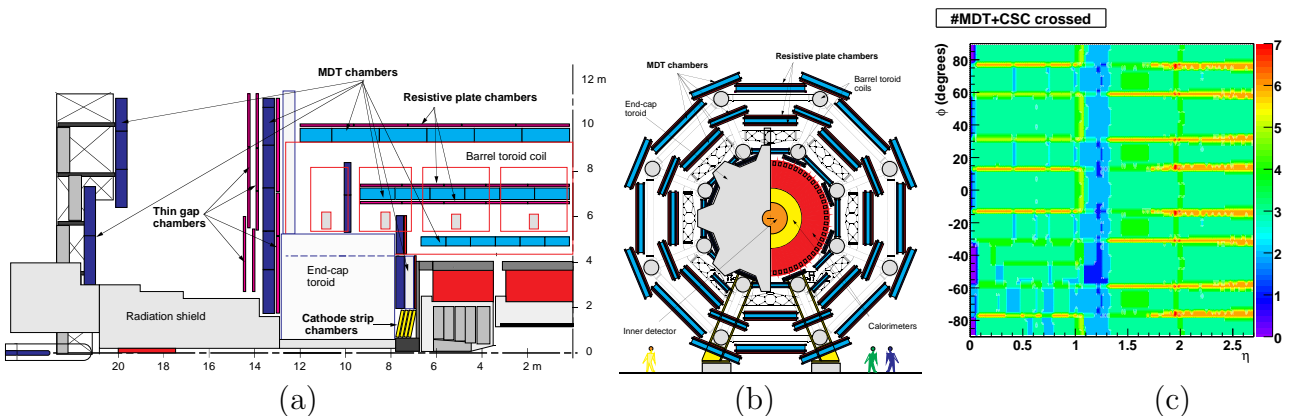 MDT chambers
Resistive plate chambers
Barrel toroid coil
Thin gap
chambers
End-cap
toroid
Radiation shield
Cathode strip
chambers
12 m
10
8
6
4
2
0
20
18
16
14
12
10
8
6
4
2 m
(a)
Resistive plate chambers
MDT chambers
Barrel toroid
coils
End-cap
toroid
Inner detector
Calorimeters
(b)
#MDT+CSC crossed
ϕ (degrees)
80
60
40
20
0
-20
-40
-60
-80
0
0.5
1
1.5
2
2.5
η
7
6
5
4
3
2
1
0
(c)